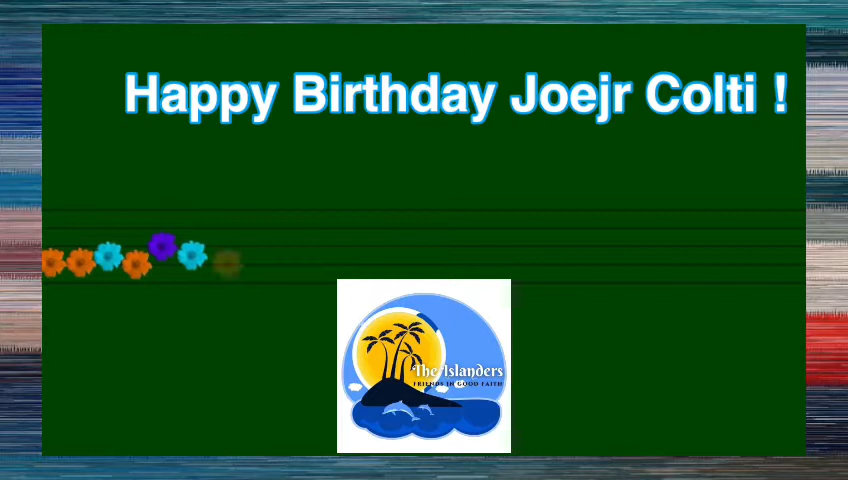 Happy Birthday Joejr Colti !
The Islanders
FRIENDS IN GOOD FAITH